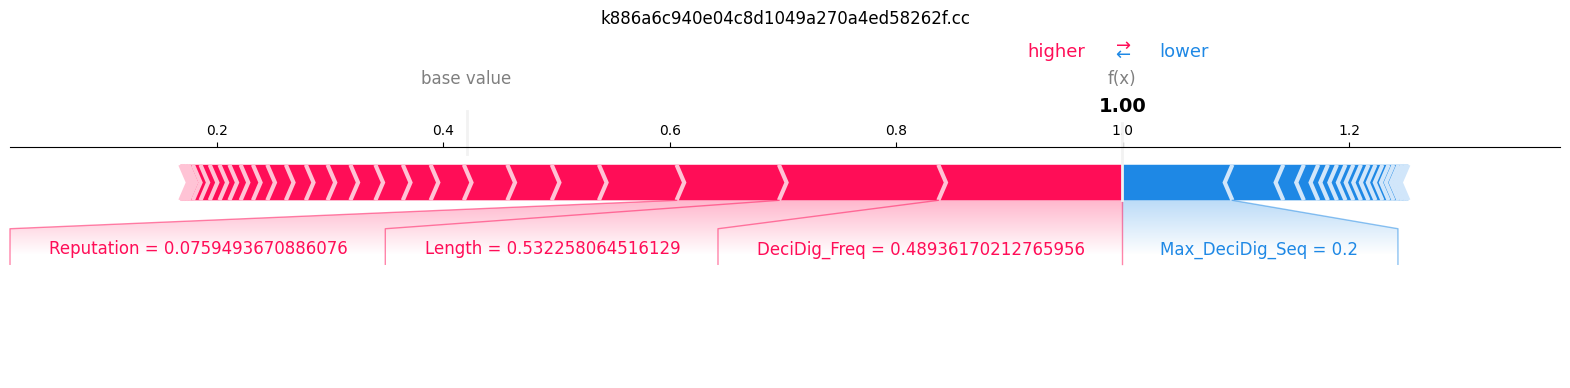 k886a6c940e04c8d1049a270a4ed58262f.cc
higher ⇄ lower
base value f(x)
1.00
0.2 0.4 0.6 0.8 1 0 1.2
Reputation = 0.0759493670886076 Length = 0.532258064516129 DeciDig_Freq = 0.48936170212765956 Max_DeciDig_Seq = 0.2